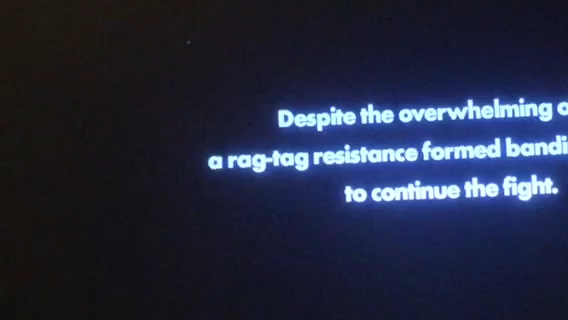 Despite the overwhelming
a rag-tag resistance formed
to continue the fight.